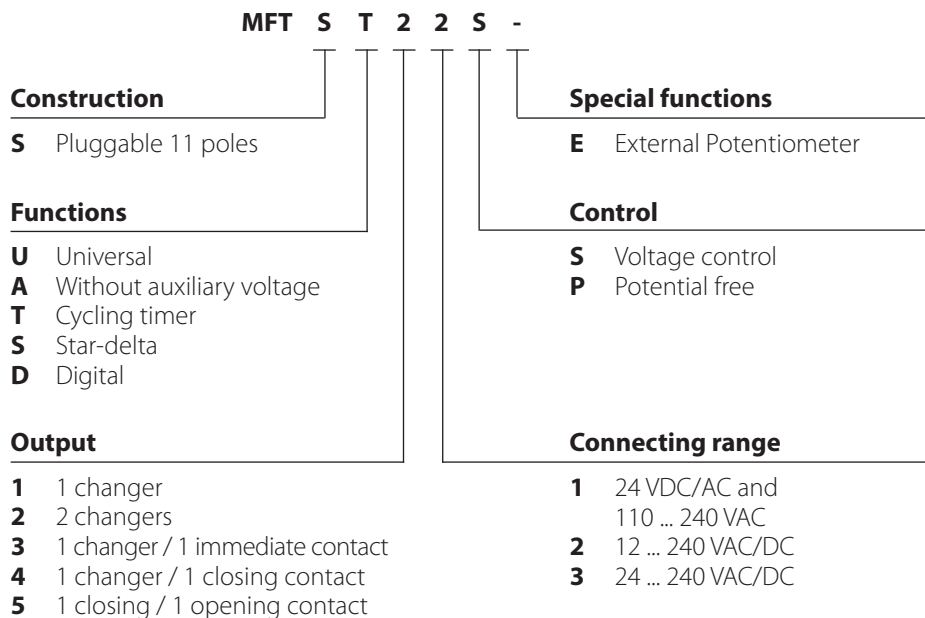 MFT S T 2 2 S -
Construction
S Pluggable 11 poles
Functions
U Universal
A Without auxiliary voltage
T Cycling timer
S Star-delta
D Digital
Output
1 1 changer
2 2 changers
3 1 changer / 1 immediate contact
4 1 changer / 1 closing contact
5 1 closing / 1 opening contact
Special functions
E External Potentiometer
Control
S Voltage control
P Potential free
Connecting range
1 24 VDC/AC and
110 ... 240 VAC
2 12 ... 240 VAC/DC
3 24 ... 240 VAC/DC